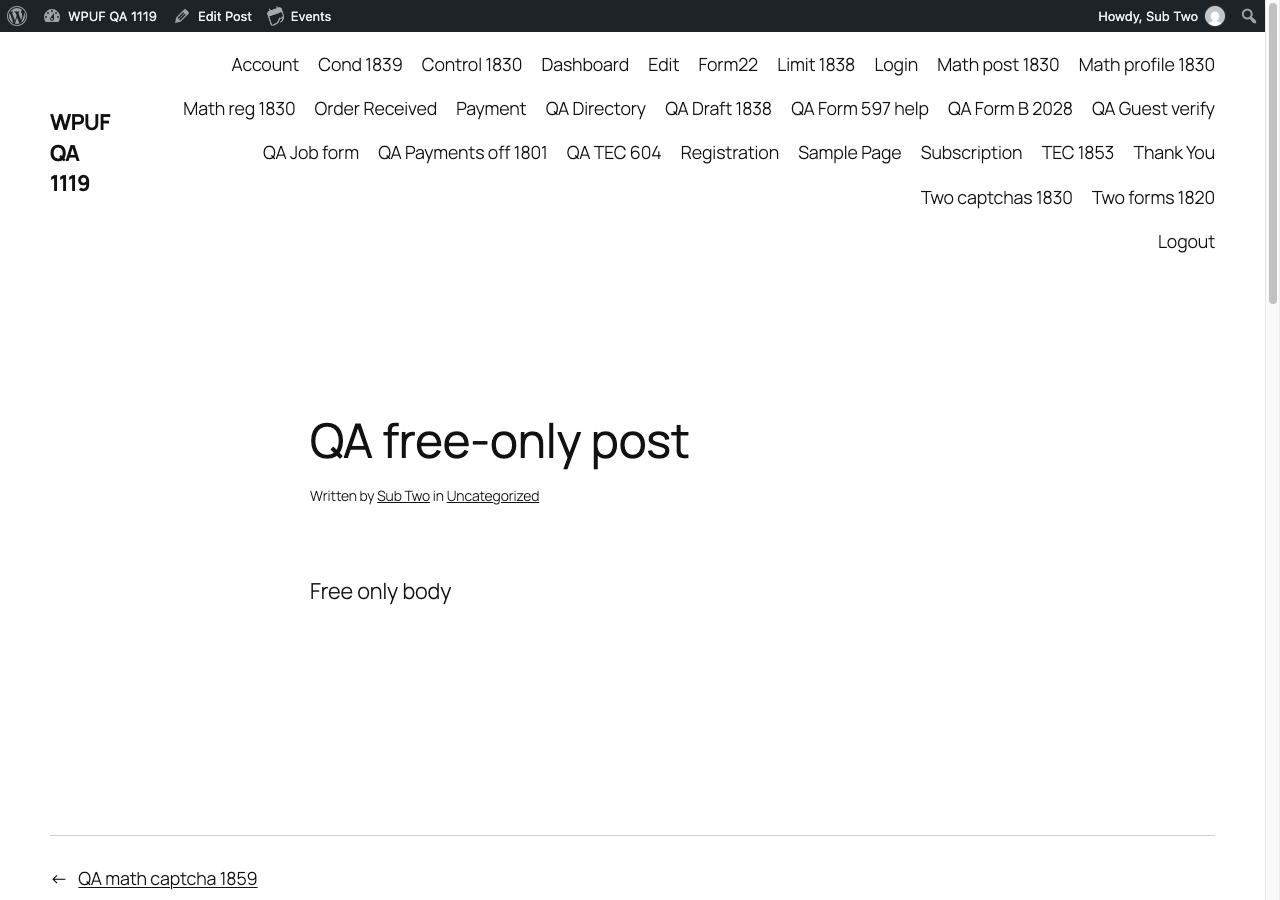 WPUF QA 1119 Edit Post Events Howdy, Sub Two
Account Cond 1839 Control 1830 Dashboard Edit Form22 Limit 1838 Login Math post 1830 Math profile 1830
Math reg 1830 Order Received Payment QA Directory QA Draft 1838 QA Form 597 help QA Form B 2028 QA Guest verify
QA Job form QA Payments off 1801 QA TEC 604 Registration Sample Page Subscription TEC 1853 Thank You
Two captchas 1830 Two forms 1820
Logout
WPUF
QA
1119
QA free-only post
Written by Sub Two in Uncategorized
Free only body
← QA math captcha 1859